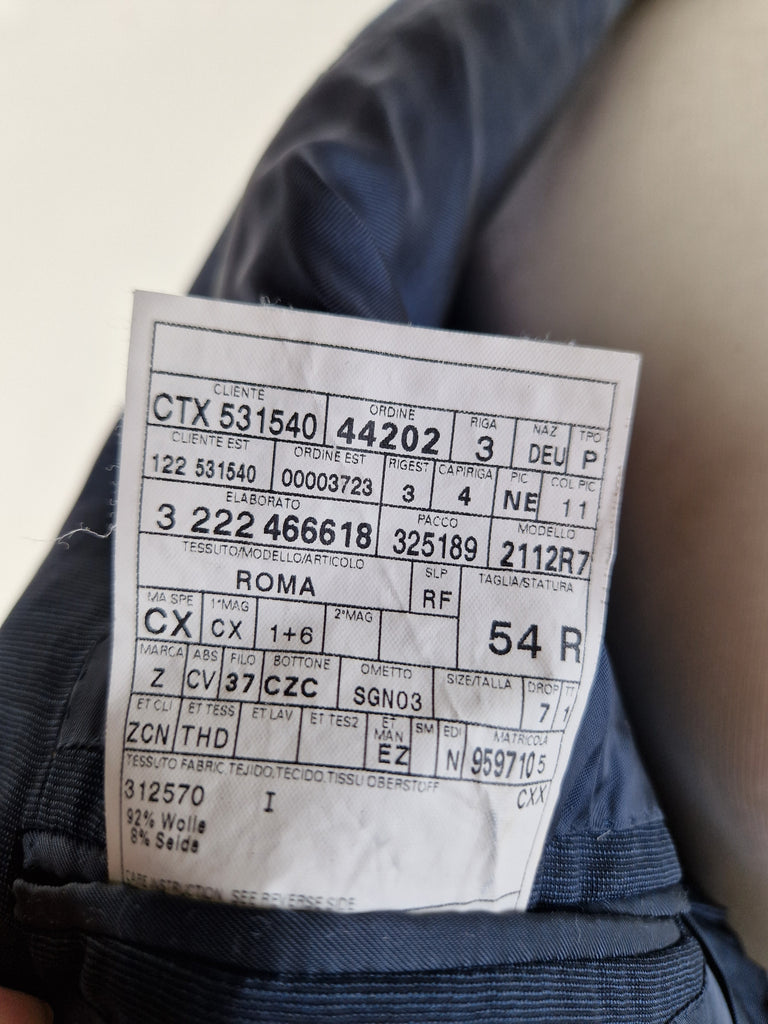 CLIENTE ORDINE RIGA NAZ TPO
CTX 531540 44202 3 DEU P
CLIENTE EST ORDINE EST RIGEST CAPIRIGA PIC COL PIC
122 531540 00003723 3 4 NE 11
ELABORATO PACCO MODELLO
3 222 466618 325189 2112R7
TESSUTO/MODELLO/ARTICOLO SLP TAGLIA/STATURA
ROMA RF 54 R
MA SPE 1°MAG 2°MAG
CX CX 1+6
MARCA ABS FILO BOTTONE OMETTO SIZE/TALLA DROP TT
Z CV 37 CZC SGN03 7 1
ET CLI ET TESS ET LAV ET TES2 ET MAN SM EDI MATRICOLA
ZCN THD EZ N 9597105
TESSUTO FABRIC.TEJIDO.TECIDO.TISSU OBERSTOFF CXX
312570 I
92% Wolle
8% Seide
CARE INSTRUCTION SEE REVERSE SIDE